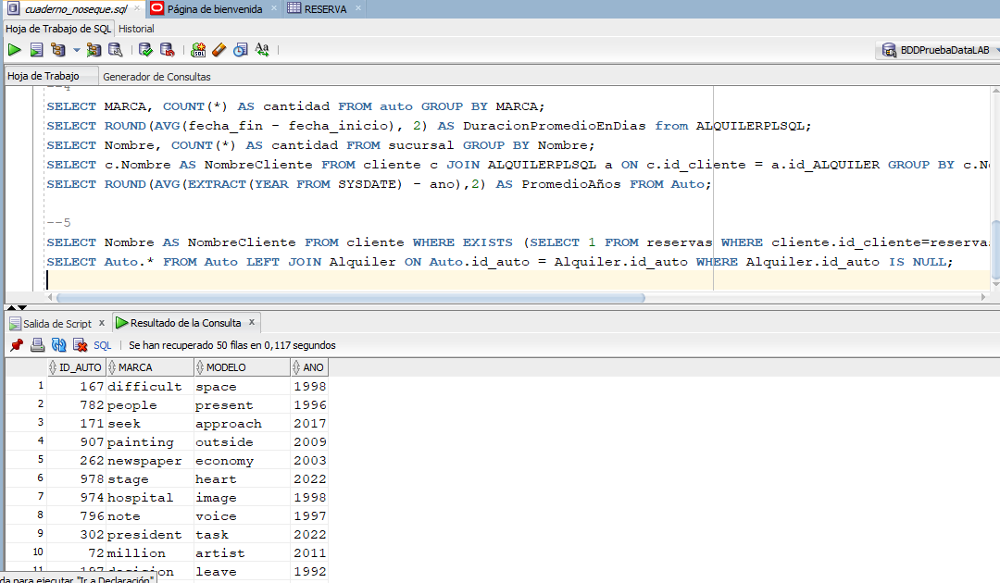 cuaderno_noseque.sql × Página de bienvenida × RESERVA ×
Hoja de Trabajo de SQL Historial
SQL Aa BDDPruebaDataLAB
Hoja de Trabajo Generador de Consultas
--4
SELECT MARCA, COUNT(*) AS cantidad FROM auto GROUP BY MARCA;
SELECT ROUND(AVG(fecha_fin - fecha_inicio), 2) AS DuracionPromedioEnDias from ALQUILERPLSQL;
SELECT Nombre, COUNT(*) AS cantidad FROM sucursal GROUP BY Nombre;
SELECT c.Nombre AS NombreCliente FROM cliente c JOIN ALQUILERPLSQL a ON c.id_cliente = a.id_ALQUILER GROUP BY c.No
SELECT ROUND(AVG(EXTRACT(YEAR FROM SYSDATE) - ano),2) AS PromedioAños FROM Auto;
--5
SELECT Nombre AS NombreCliente FROM cliente WHERE EXISTS (SELECT 1 FROM reservas WHERE cliente.id_cliente=reserva
SELECT Auto.* FROM Auto LEFT JOIN Alquiler ON Auto.id_auto = Alquiler.id_auto WHERE Alquiler.id_auto IS NULL;
Salida de Script × Resultado de la Consulta ×
SQL | Se han recuperado 50 filas en 0,117 segundos
ID_AUTO MARCA MODELO ANO
1 167 difficult space 1998
2 782 people present 1996
3 171 seek approach 2017
4 907 painting outside 2009
5 262 newspaper economy 2003
6 978 stage heart 2022
7 974 hospital image 1998
8 796 note voice 1997
9 302 president task 2022
10 72 million artist 2011
11 197 decision leave 1992
da para ejecutar "Ir a Declaración"